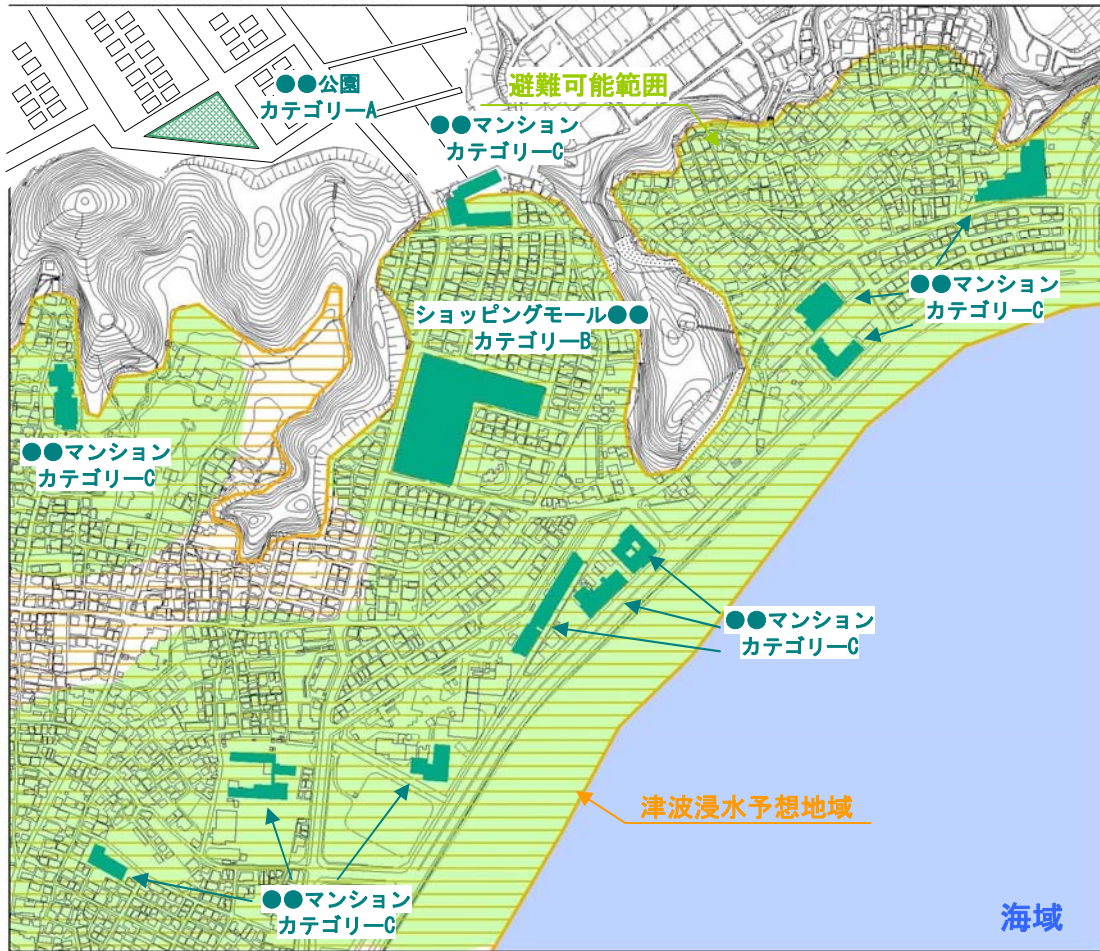 ●●公園
カテゴリーA
避難可能範囲
●●マンション
カテゴリーC
●●マンション
カテゴリーC
ショッピングモール●●
カテゴリーB
●●マンション
カテゴリーC
●●マンション
カテゴリーC
津波浸水予想地域
●●マンション
カテゴリーC
海域